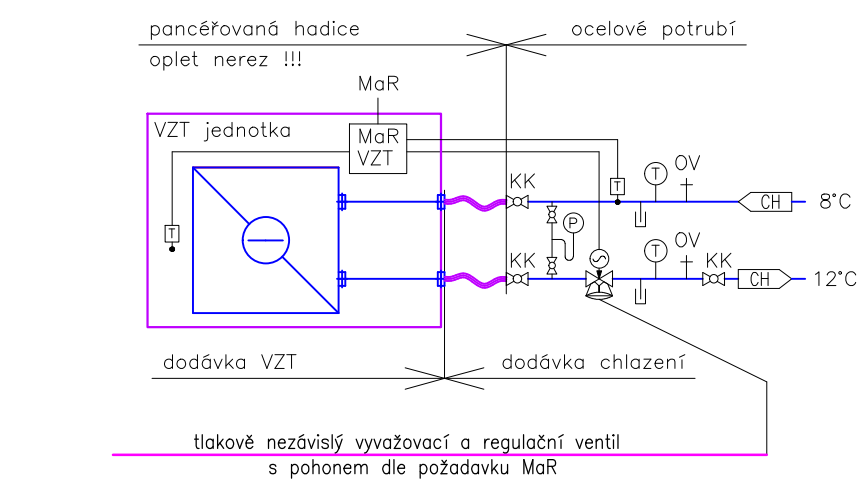 pancéřovaná hadice
ocelové potrubí
oplet nerez !!!
MaR
VZT jednotka
MaR
VZT
T
T
KK
T
OV
CH
8°C
P
KK
T
OV
KK
CH
12°C
dodávka VZT
dodávka chlazení
tlakově nezávislý vyvažovací a regulační ventil
s pohonem dle požadavku MaR